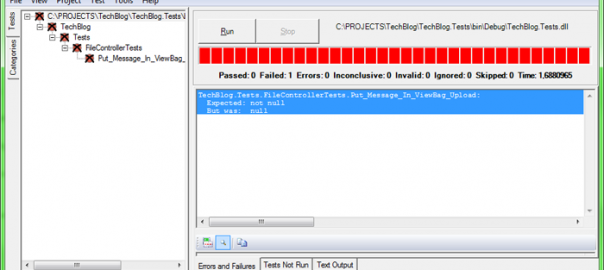 File View Project Test Tools Help
Tests
Categories
C:\PROJECTS\TechBlog\TechBlog.Tests\
TechBlog
Tests
FileControllerTests
Put_Message_In_ViewBag_
Run
Stop
C:\PROJECTS\TechBlog\TechBlog.Tests\bin\Debug\TechBlog.Tests.dll
Passed: 0 Failed: 1 Errors: 0 Inconclusive: 0 Invalid: 0 Ignored: 0 Skipped: 0 Time: 1,6880965
TechBlog.Tests.FileControllerTests.Put_Message_In_ViewBag_Upload:
Expected: not null
But was: null
Errors and Failures Tests Not Run Text Output